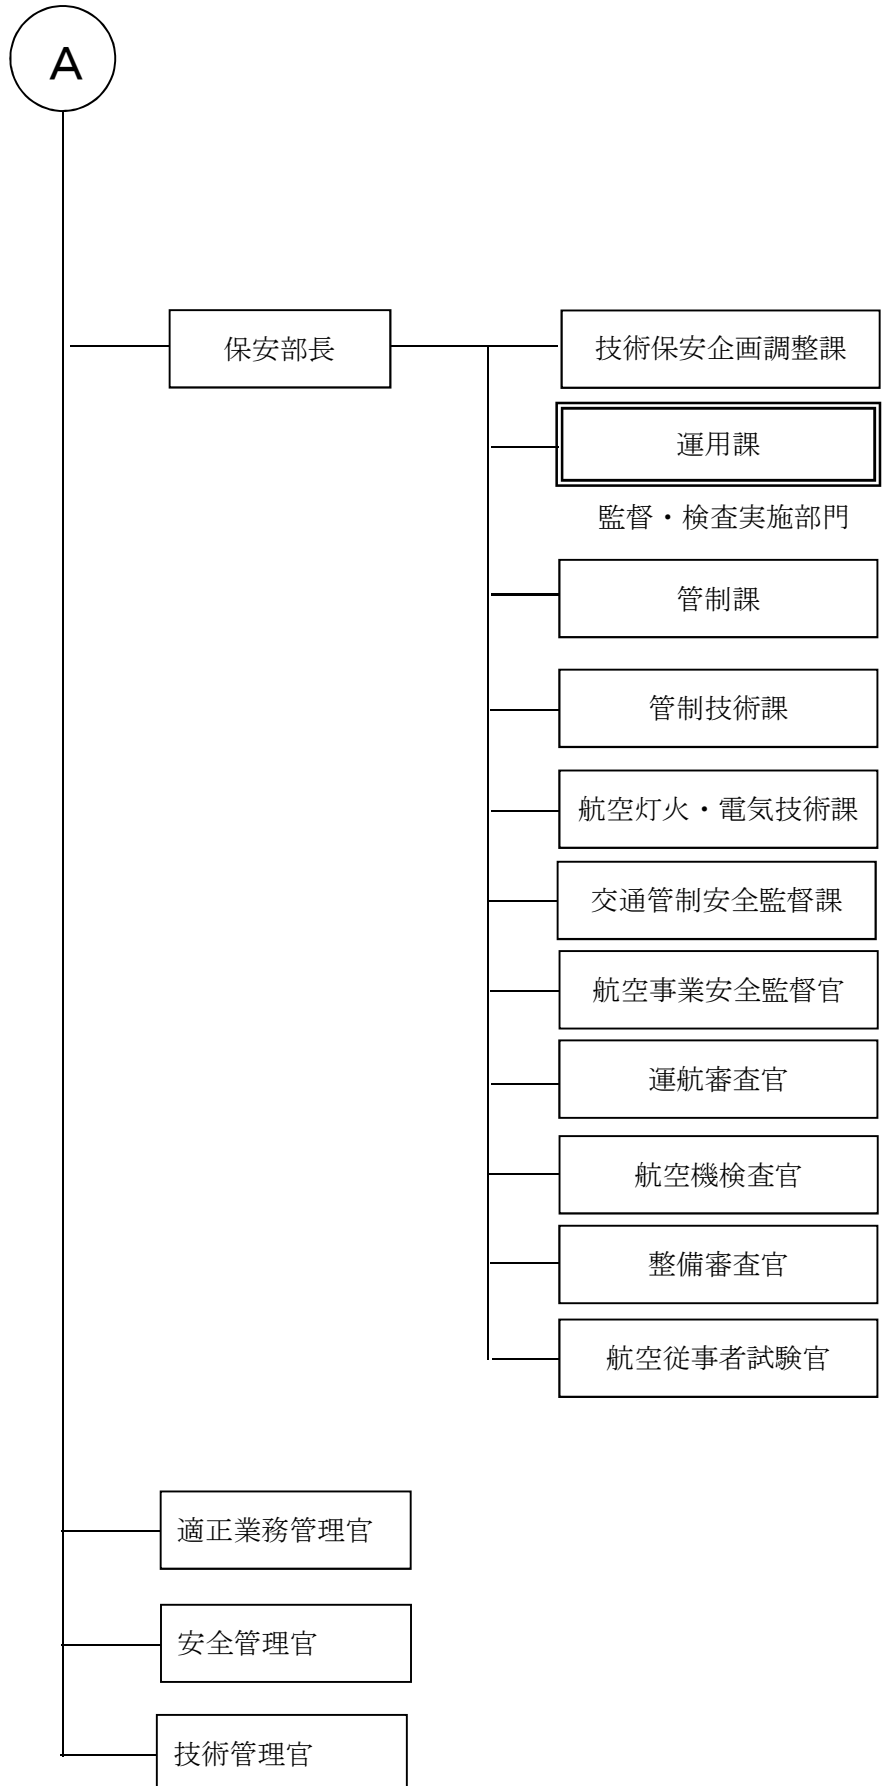 A
保安部長
技術保安企画調整課
運用課
監督・検査実施部門
管制課
管制技術課
航空灯火・電気技術課
交通管制安全監督課
航空事業安全監督官
運航審査官
航空機検査官
整備審査官
航空従事者試験官
適正業務管理官
安全管理官
技術管理官